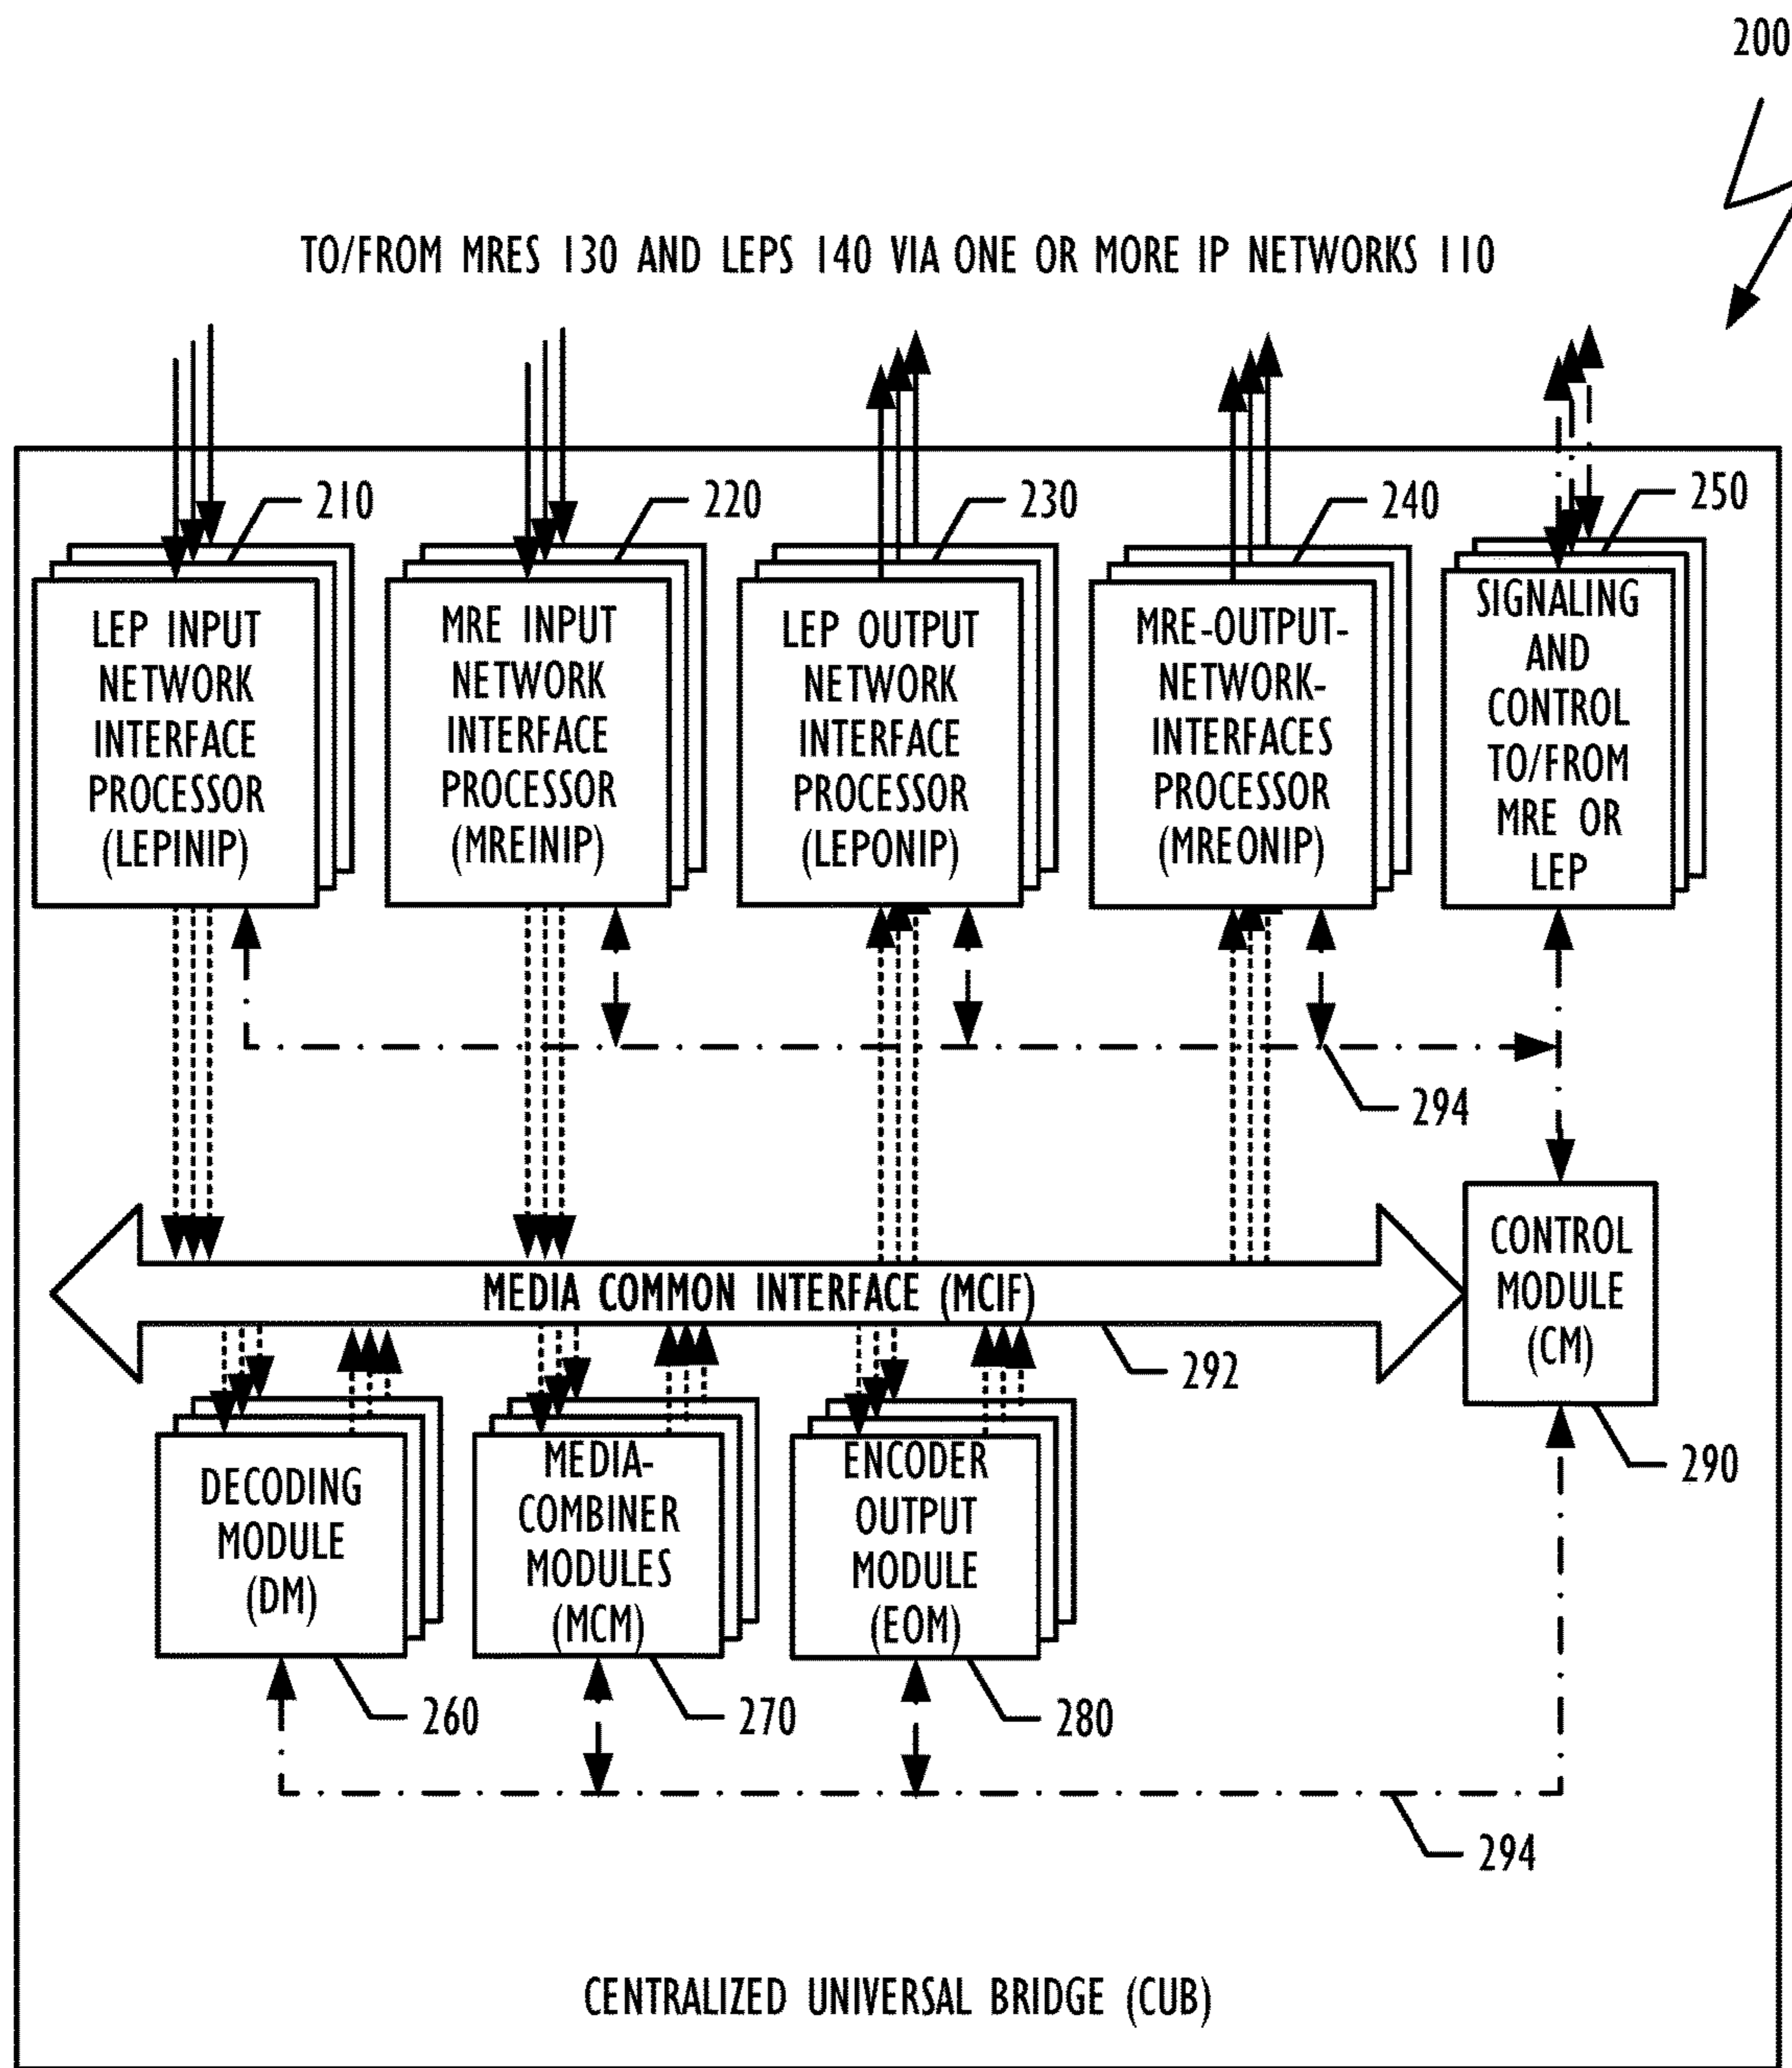 200
TO/FROM MRES 130 AND LEPS 140 VIA ONE OR MORE IP NETWORKS 110
210
220
230
240
250
LEP INPUT
NETWORK
INTERFACE
PROCESSOR
(LEPINIP)
MRE INPUT
NETWORK
INTERFACE
PROCESSOR
(MREINIP)
LEP OUTPUT
NETWORK
INTERFACE
PROCESSOR
(LEPONIP)
MRE-OUTPUT-
NETWORK-
INTERFACES
PROCESSOR
(MREONIP)
SIGNALING
AND
CONTROL
TO/FROM
MRE OR
LEP
294
MEDIA COMMON INTERFACE (MCIF)
292
CONTROL
MODULE
(CM)
290
DECODING
MODULE
(DM)
260
MEDIA-
COMBINER
MODULES
(MCM)
270
ENCODER
OUTPUT
MODULE
(EOM)
280
294
CENTRALIZED UNIVERSAL BRIDGE (CUB)